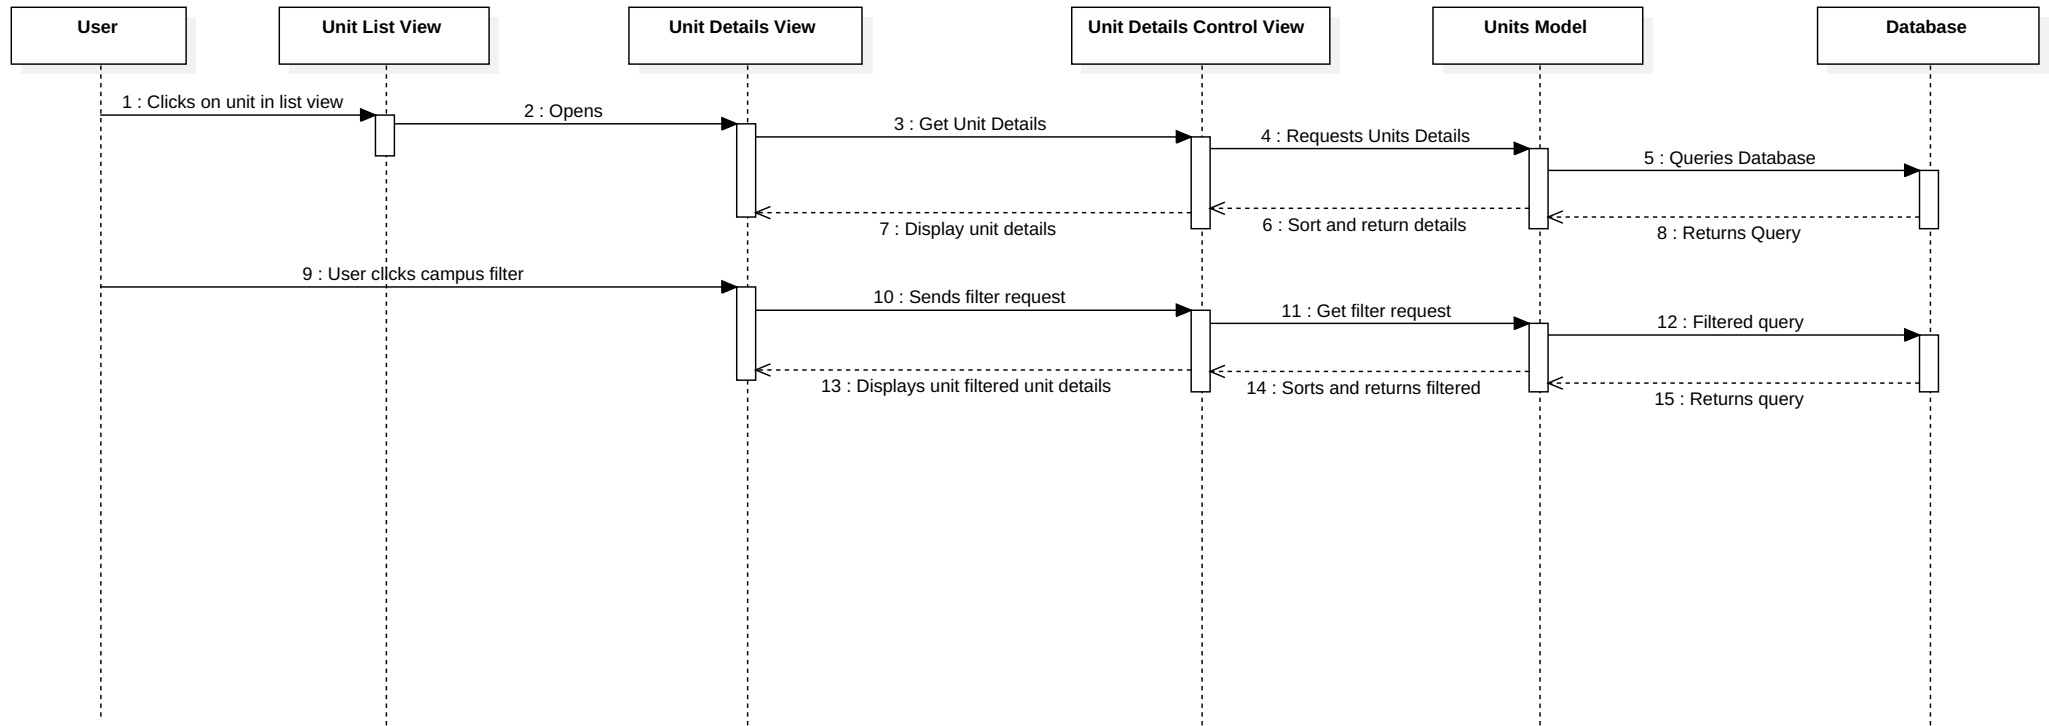 User
Unit List View
Unit Details View
Unit Details Control View
Units Model
Database
1 : Clicks on unit in list view
2 : Opens
3 : Get Unit Details
4 : Requests Units Details
5 : Queries Database
6 : Sort and return details
7 : Display unit details
8 : Returns Query
9 : User clicks campus filter
10 : Sends filter request
11 : Get filter request
12 : Filtered query
13 : Displays unit filtered unit details
14 : Sorts and returns filtered
15 : Returns query